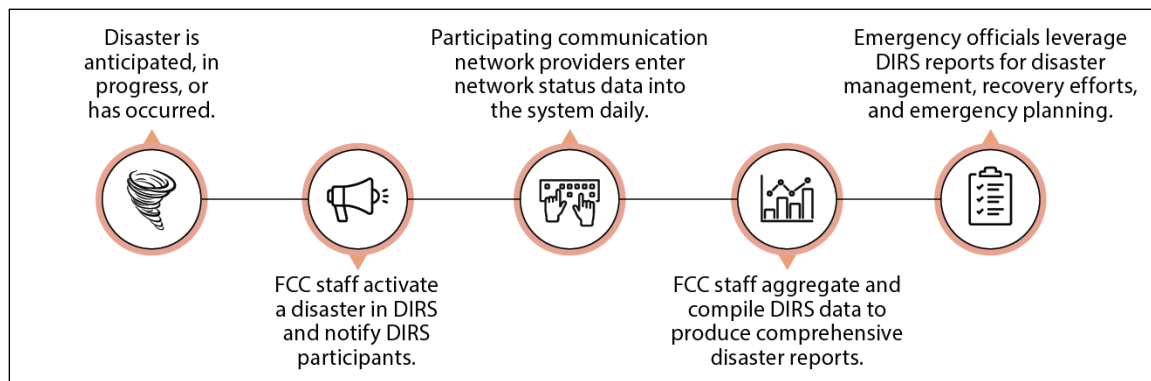 Disaster is
anticipated, in
progress, or
has occurred.
FCC staff activate
a disaster in DIRS
and notify DIRS
participants.
Participating communication
network providers enter
network status data into
the system daily.
FCC staff aggregate and
compile DIRS data to
produce comprehensive
disaster reports.
Emergency officials leverage
DIRS reports for disaster
management, recovery efforts,
and emergency planning.